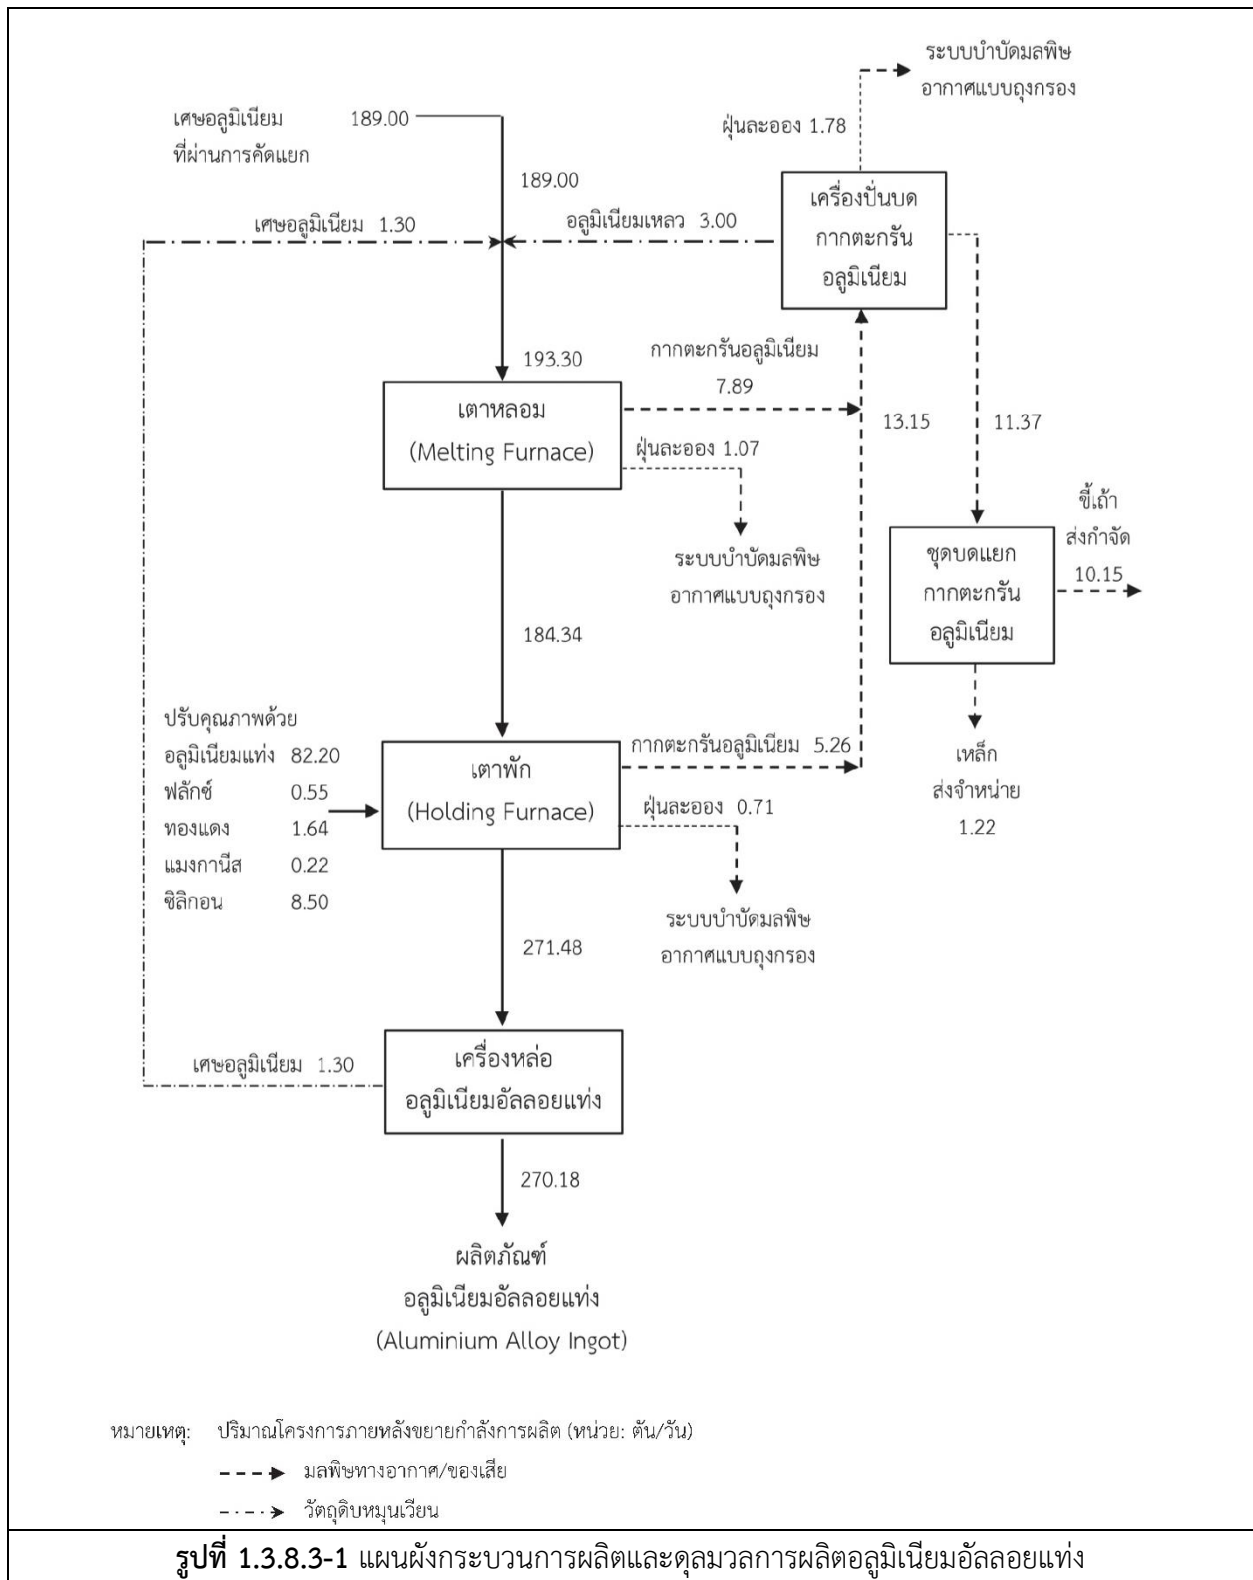 ระบบบำบัดมลพิษ
อากาศแบบถุงกรอง
ฝุ่นละออง 1.78
เศษอลูมิเนียม 189.00
ที่ผ่านการคัดแยก
189.00
เครื่องปั่นบด
กากตะกรัน
อลูมิเนียม
เศษอลูมิเนียม 1.30
อลูมิเนียมเหลว 3.00
193.30
กากตะกรันอลูมิเนียม
7.89
เตาหลอม
(Melting Furnace)
ฝุ่นละออง 1.07
13.15
11.37
ระบบบำบัดมลพิษ
อากาศแบบถุงกรอง
ชุดบดแยก
กากตะกรัน
อลูมิเนียม
ขี้เถ้า
ส่งกำจัด
10.15
184.34
ปรับคุณภาพด้วย
อลูมิเนียมแท่ง 82.20
ฟลักซ์ 0.55
ทองแดง 1.64
แมงกานีส 0.22
ซิลิกอน 8.50
เตาพัก
(Holding Furnace)
กากตะกรันอลูมิเนียม 5.26
ฝุ่นละออง 0.71
เหล็ก
ส่งจำหน่าย
1.22
ระบบบำบัดมลพิษ
อากาศแบบถุงกรอง
271.48
เศษอลูมิเนียม 1.30
เครื่องหล่อ
อลูมิเนียมอัลลอยแท่ง
270.18
ผลิตภัณฑ์
อลูมิเนียมอัลลอยแท่ง
(Aluminium Alloy Ingot)
หมายเหตุ: ปริมาณโครงการภายหลังขยายกำลังการผลิต (หน่วย: ตัน/วัน)
มลพิษทางอากาศ/ของเสีย
วัตถุดิบหมุนเวียน
รูปที่ 1.3.8.3-1 แผนผังกระบวนการผลิตและดุลมวลการผลิตอลูมิเนียมอัลลอยแท่ง